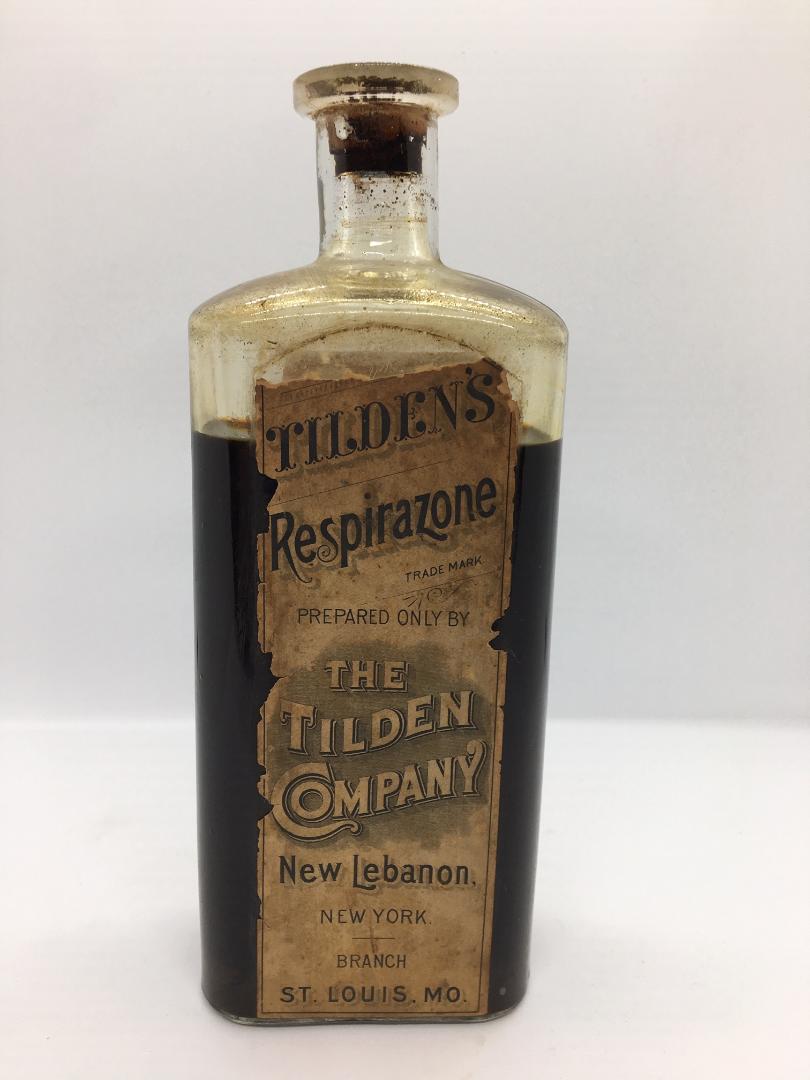 TILDEN'S
Respirazone
TRADE MARK
PREPARED ONLY BY
THE
TILDEN
COMPANY
New Lebanon,
NEW YORK.
BRANCH
ST. LOUIS, MO.